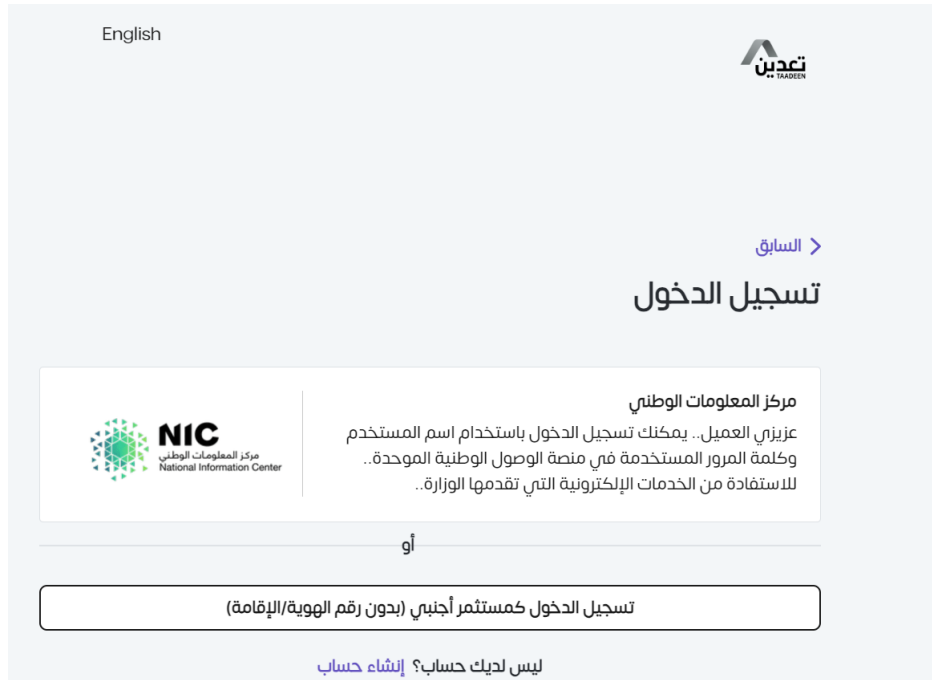 English
تعدين
TAADEEN
السابق
تسجيل الدخول
مركز المعلومات الوطني
عزيزي العميل.. يمكنك تسجيل الدخول باستخدام اسم المستخدم
وكلمة المرور المستخدمة في منصة الوصول الوطنية الموحدة..
للاستفادة من الخدمات الإلكترونية التي تقدمها الوزارة..
NIC
مركز المعلومات الوطني
National Information Center
أو
تسجيل الدخول كمستثمر أجنبي (بدون رقم الهوية/الإقامة)
ليس لديك حساب؟ إنشاء حساب